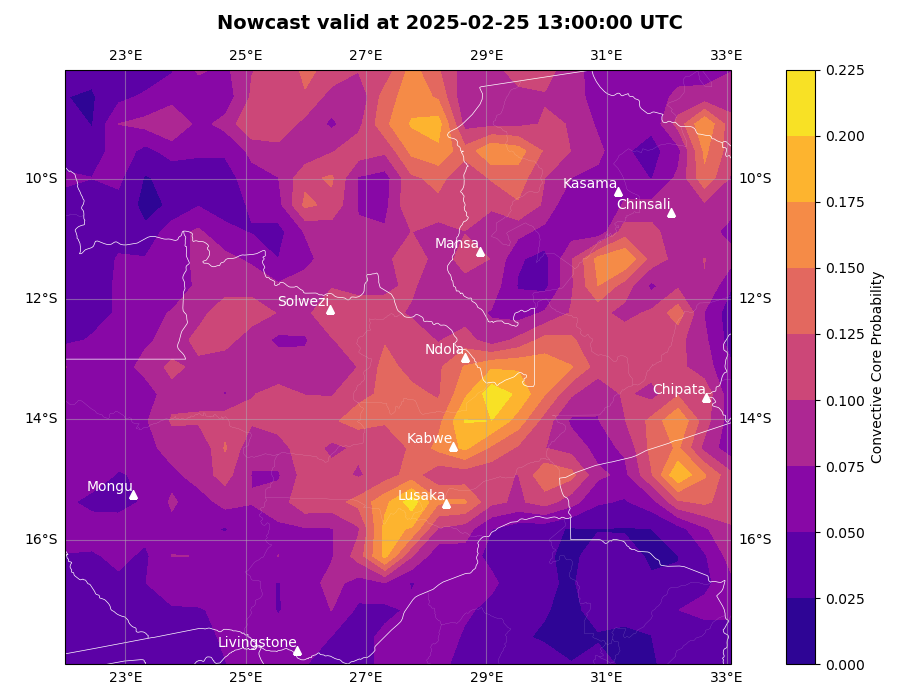 Nowcast valid at 2025-02-25 13:00:00 UTC
23°E 25°E 27°E 29°E 31°E 33°E
0.225
0.200
0.175
0.150
0.125
0.100
0.075
0.050
0.025
0.000
Convective Core Probability
10°S 10°S
12°S 12°S
14°S 14°S
16°S 16°S
Kasama
Chinsali
Mansa
Solwezi
Ndola
Chipata
Kabwe
Mongu
Lusaka
Livingstone
23°E 25°E 27°E 29°E 31°E 33°E